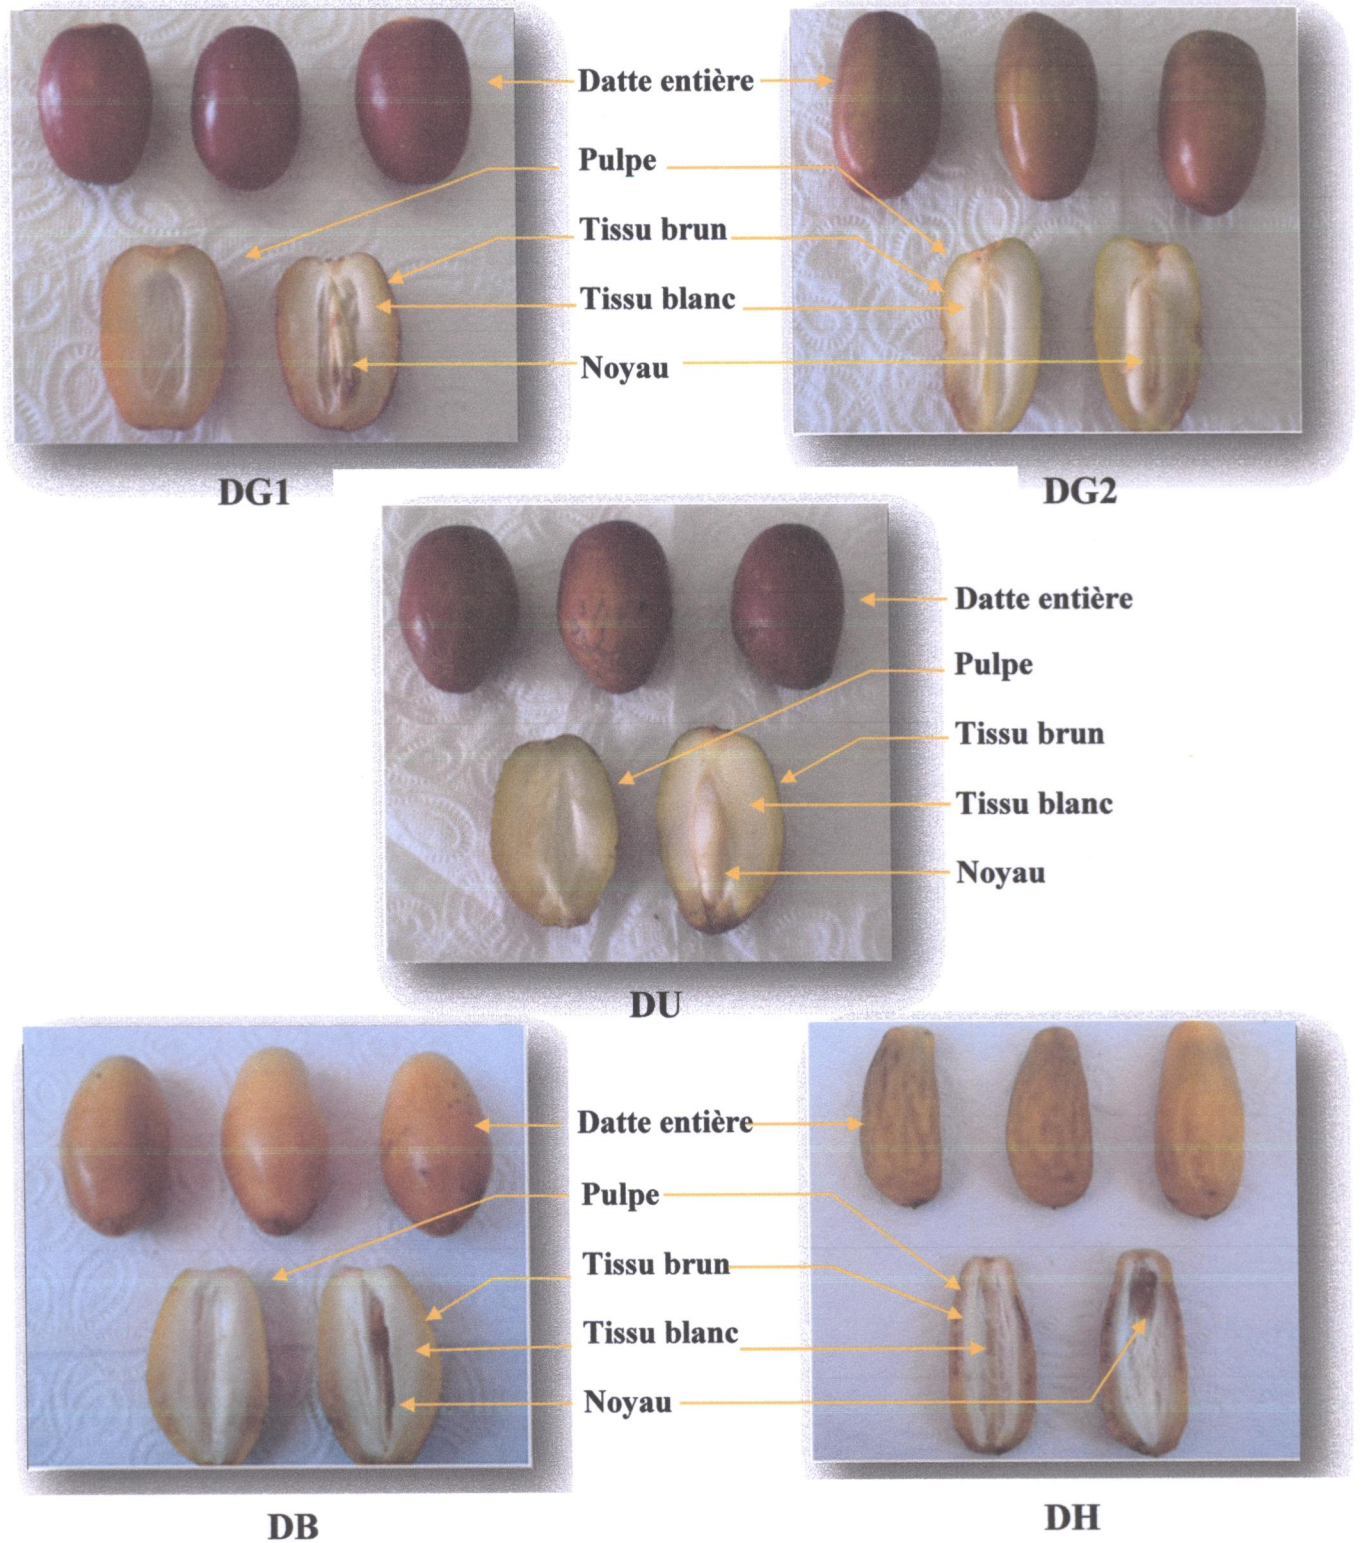 Datte entière
Pulpe
Tissu brun
Tissu blanc
Noyau
DG1
DG2
Datte entière
Pulpe
Tissu brun
Tissu blanc
Noyau
DU
Datte entière
Pulpe
Tissu brun
Tissu blanc
Noyau
DB
DH